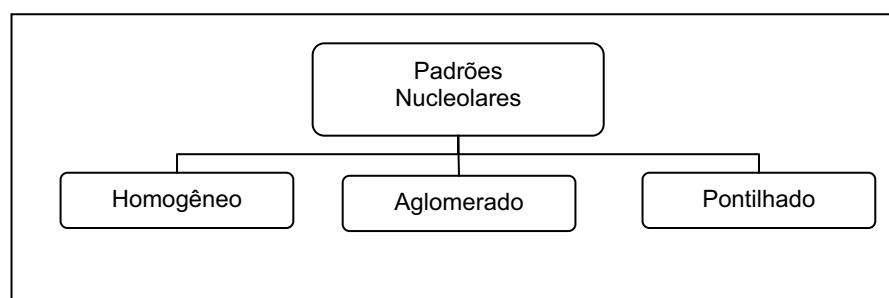 Padrões
Nucleolares
Homogêneo
Aglomerado
Pontilhado